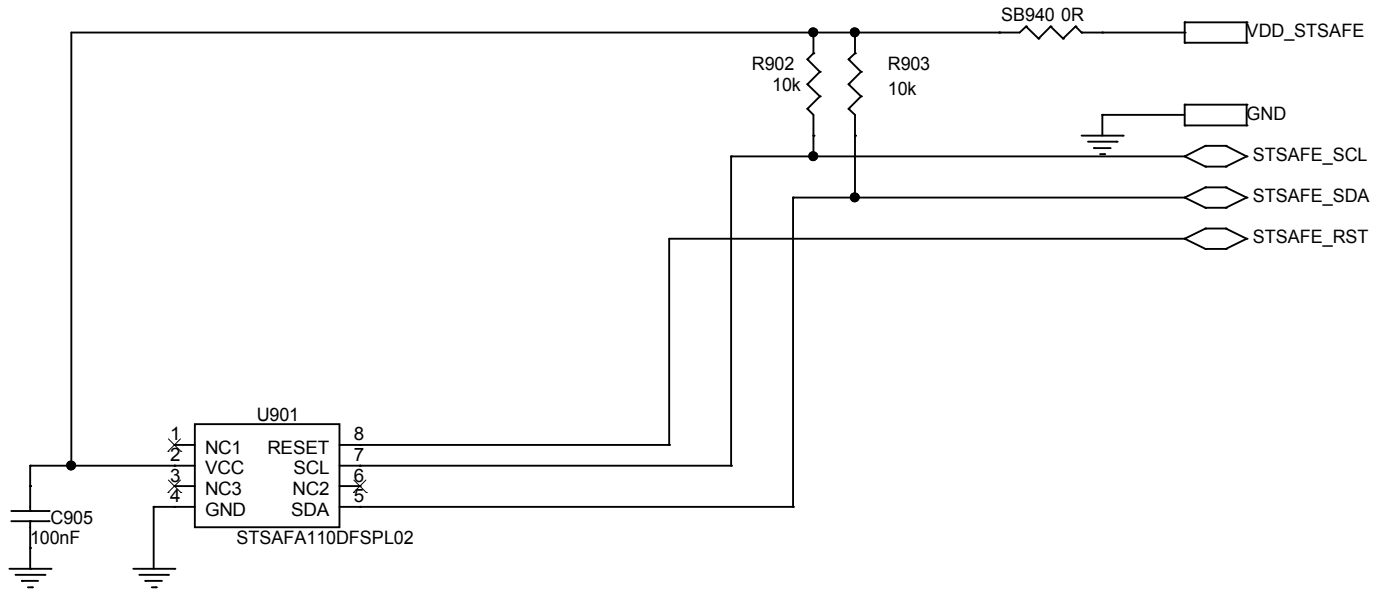 SB940 0R
VDD_STSAFE
R902
10k
R903
10k
GND
STSAFE_SCL
STSAFE_SDA
STSAFE_RST
U901
1 NC1 RESET 8
2 VCC SCL 7
3 NC3 NC2 6
4 GND SDA 5
C905
100nF
STSAFA110DFSPL02